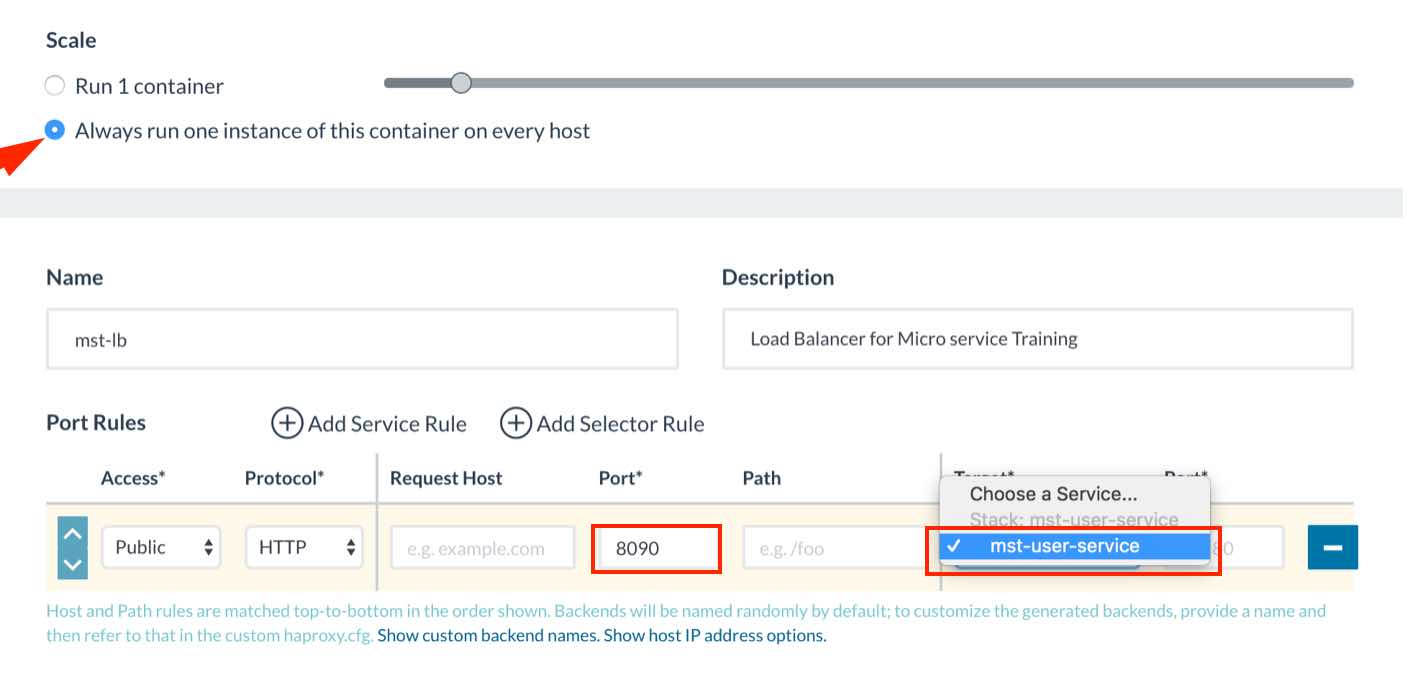 Scale
Run 1 container
Always run one instance of this container on every host
Name Description
mst-lb Load Balancer for Micro service Training
Port Rules Add Service Rule Add Selector Rule
Access* Protocol* Request Host Port* Path Target* Port*
Choose a Service...
Stack: mst-user-service
Public HTTP e.g. example.com 8090 e.g. /foo mst-user-service
Host and Path rules are matched top-to-bottom in the order shown. Backends will be named randomly by default; to customize the generated backends, provide a name and
then refer to that in the custom haproxy.cfg. Show custom backend names. Show host IP address options.